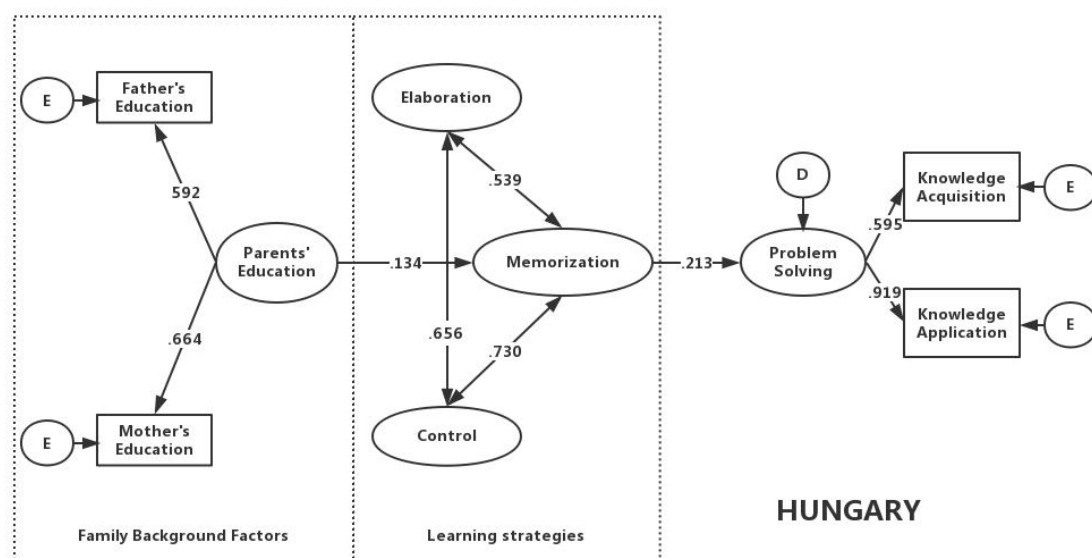 Father's
Education
E
592
Parents'
Education
.664
Mother's
Education
E
Family Background Factors
.134
Elaboration
.539
Memorization
.656
.730
Control
Learning strategies
.213
D
Problem
Solving
.595
.919
Knowledge
Acquisition
E
Knowledge
Application
E
HUNGARY